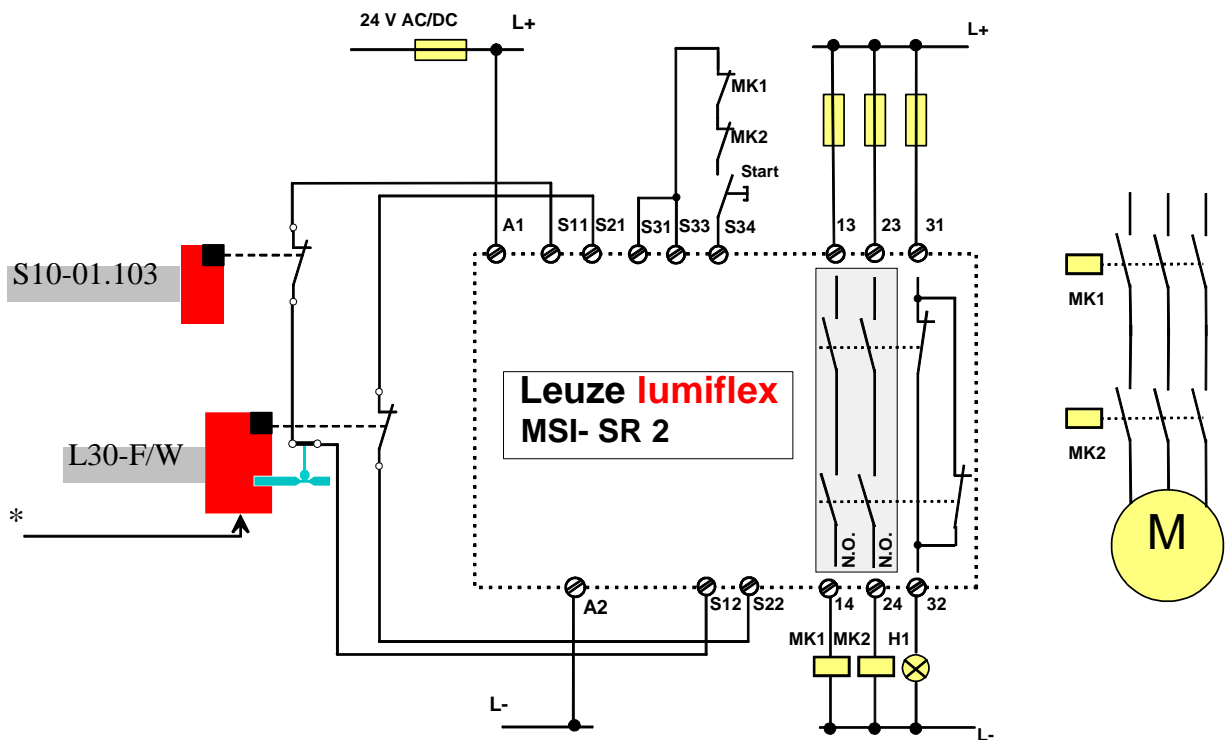 24 V AC/DC
L+
L+
MK1
MK2
Start
A1
S11
S21
S31
S33
S34
13
23
31
S10-01.103
MK1
Leuze lumiflex
MSI- SR 2
L30-F/W
MK2
*
M
N.O.
N.O.
A2
S12
S22
14
24
32
MK1
MK2
H1
L-
L-